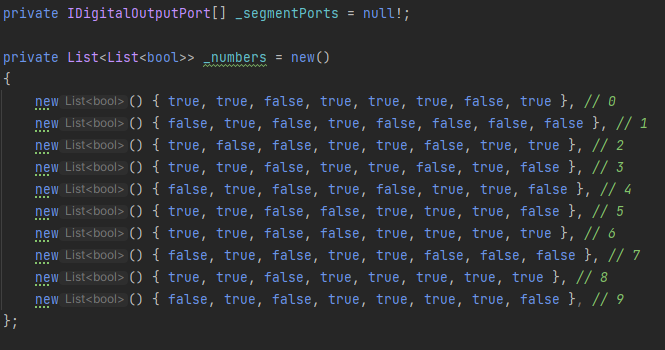 private IDigitalOutputPort[] _segmentPorts = null!;
private List<List<bool>> _numbers = new()
{
new List<bool> () { true, true, false, true, true, true, false, true }, // 0
new List<bool> () { false, true, false, true, false, false, false, false }, // 1
new List<bool> () { true, false, false, true, true, false, true, true }, // 2
new List<bool> () { true, true, false, true, true, false, true, false }, // 3
new List<bool> () { false, true, false, true, false, true, true, false }, // 4
new List<bool> () { true, true, false, false, true, true, true, false }, // 5
new List<bool> () { true, true, false, false, true, true, true, true }, // 6
new List<bool> () { false, true, false, true, true, false, false, false }, // 7
new List<bool> () { true, true, false, true, true, true, true, true }, // 8
new List<bool> () { false, true, false, true, true, true, true, false }, // 9
};